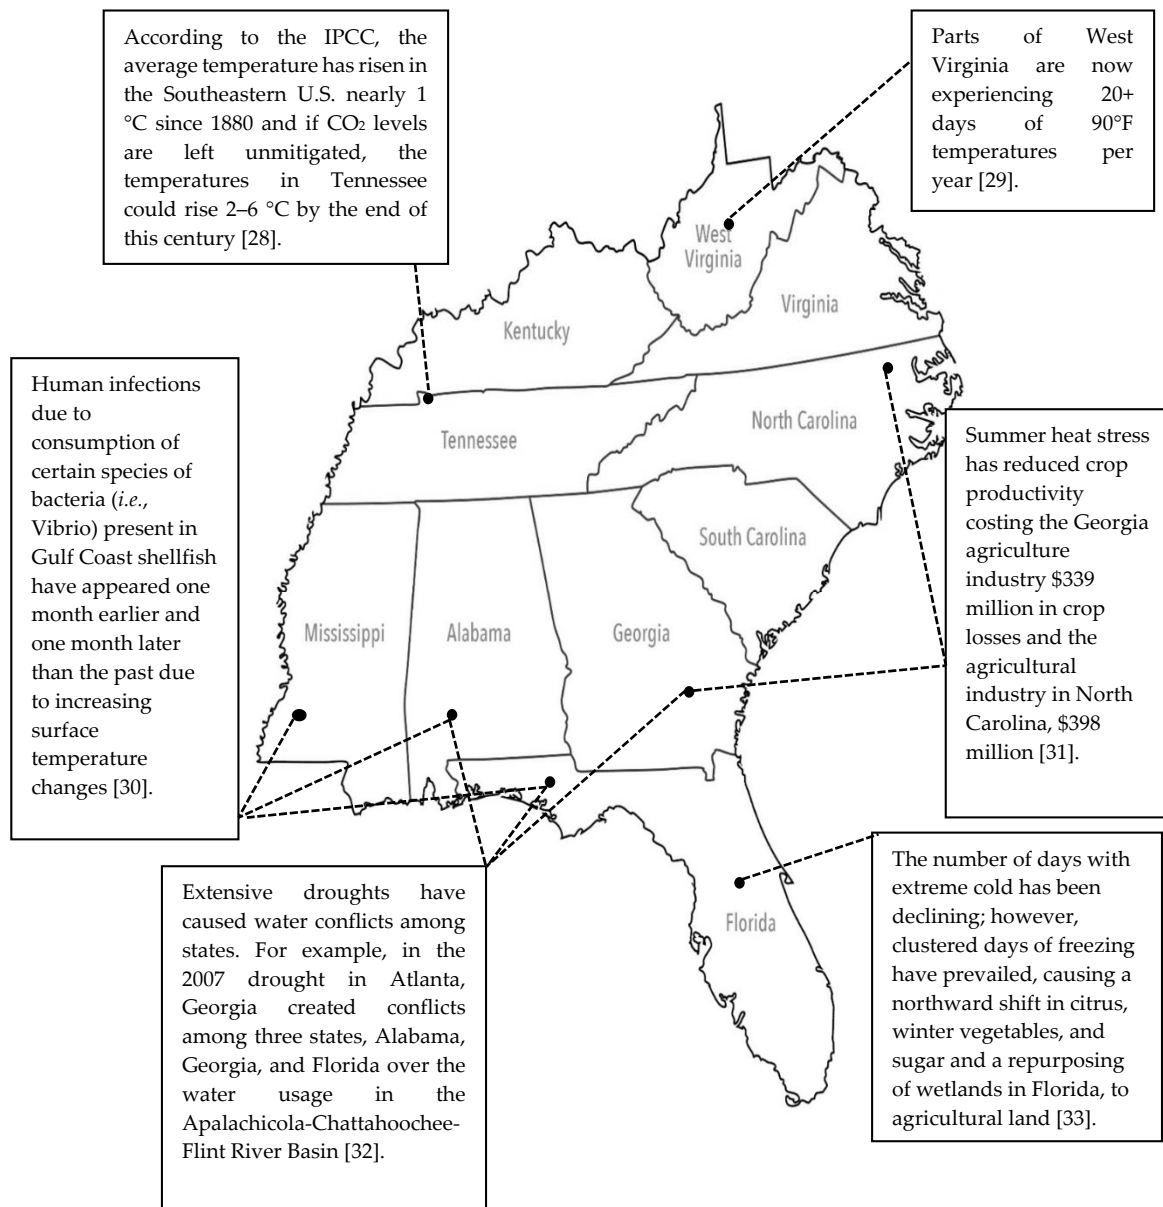 According to the IPCC, the
average temperature has risen in
the Southeastern U.S. nearly 1
°C since 1880 and if CO₂ levels
are left unmitigated, the
temperatures in Tennessee
could rise 2–6 °C by the end of
this century [28].
Parts of West
Virginia are now
experiencing 20+
days of 90°F
temperatures per
year [29].
West
Virginia
Virginia
Kentucky
Human infections
due to
consumption of
certain species of
bacteria (i.e.,
Vibrio) present in
Gulf Coast shellfish
have appeared one
month earlier and
one month later
than the past due
to increasing
surface
temperature
changes [30].
Tennessee
North Carolina
South Carolina
Mississippi
Alabama
Georgia
Summer heat stress
has reduced crop
productivity
costing the Georgia
agriculture
industry $339
million in crop
losses and the
agricultural
industry in North
Carolina, $398
million [31].
Extensive droughts have
caused water conflicts among
states. For example, in the
2007 drought in Atlanta,
Georgia created conflicts
among three states, Alabama,
Georgia, and Florida over the
water usage in the
Apalachicola-Chattahoochee-
Flint River Basin [32].
Florida
The number of days with
extreme cold has been
declining; however,
clustered days of freezing
have prevailed, causing a
northward shift in citrus,
winter vegetables, and
sugar and a repurposing
of wetlands in Florida, to
agricultural land [33].